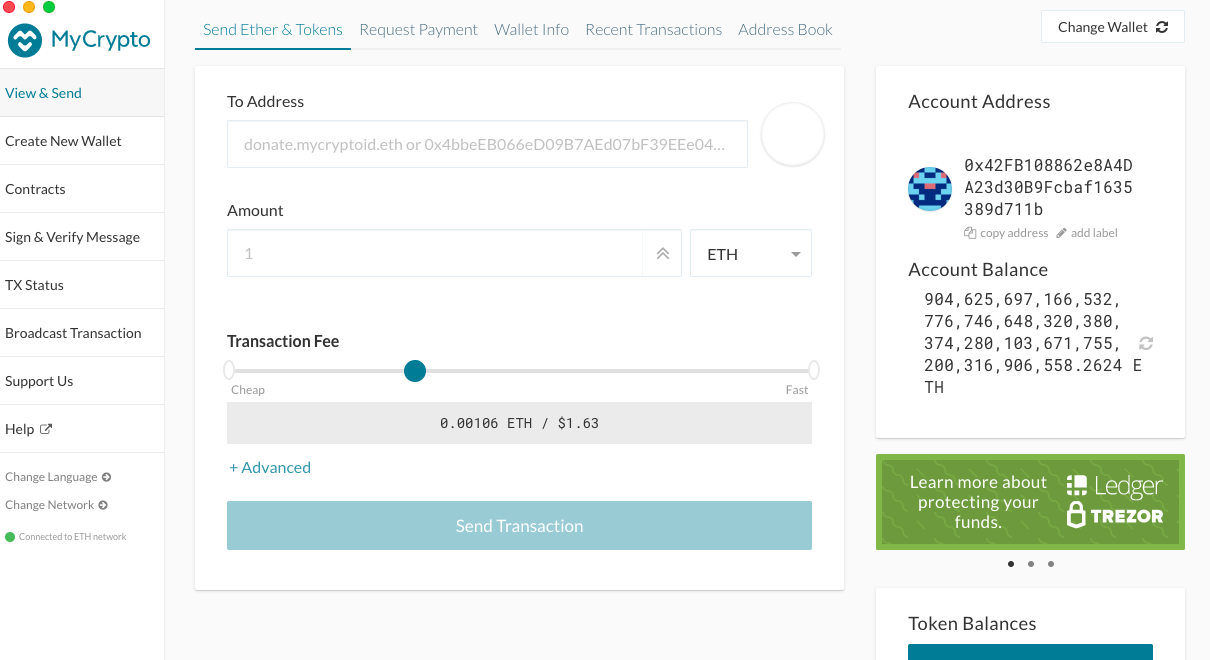 MyCrypto
View & Send
Create New Wallet
Contracts
Sign & Verify Message
TX Status
Broadcast Transaction
Support Us
Help
Change Language
Change Network
Connected to ETH network
Send Ether & Tokens
Request Payment
Wallet Info
Recent Transactions
Address Book
Change Wallet
To Address
donate.mycryptoid.eth or 0x4bbeEB066eD09B7AEd07bF39EEe04...
Amount
1
ETH
Transaction Fee
Cheap
Fast
0.00106 ETH / $1.63
+ Advanced
Send Transaction
Account Address
0x42FB108862e8A4D
A23d30B9Fcbaf1635
389d711b
copy address
add label
Account Balance
904,625,697,166,532,
776,746,648,320,380,
374,280,103,671,755,
200,316,906,558.2624 E
TH
Learn more about
protecting your
funds.
Ledger
TREZOR
Token Balances